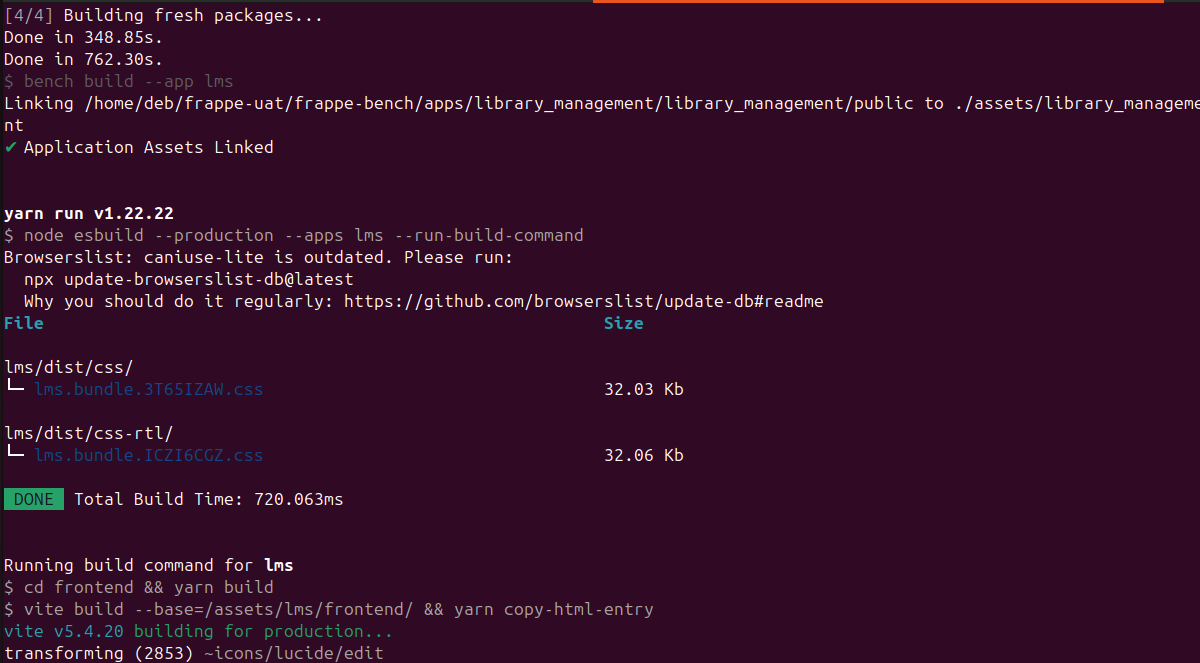 [4/4] Building fresh packages...
Done in 348.85s.
Done in 762.30s.
$ bench build --app lms
Linking /home/deb/frappe-uat/frappe-bench/apps/library_management/library_management/public to ./assets/library_manageme
nt
✔ Application Assets Linked
yarn run v1.22.22
$ node esbuild --production --apps lms --run-build-command
Browserslist: caniuse-lite is outdated. Please run:
npx update-browserslist-db@latest
Why you should do it regularly: https://github.com/browserslist/update-db#readme
File Size
lms/dist/css/
└─ lms.bundle.3T65IZAW.css 32.03 Kb
lms/dist/css-rtl/
└─ lms.bundle.ICZI6CGZ.css 32.06 Kb
DONE Total Build Time: 720.063ms
Running build command for lms
$ cd frontend && yarn build
$ vite build --base=/assets/lms/frontend/ && yarn copy-html-entry
vite v5.4.20 building for production...
transforming (2853) ~icons/lucide/edit